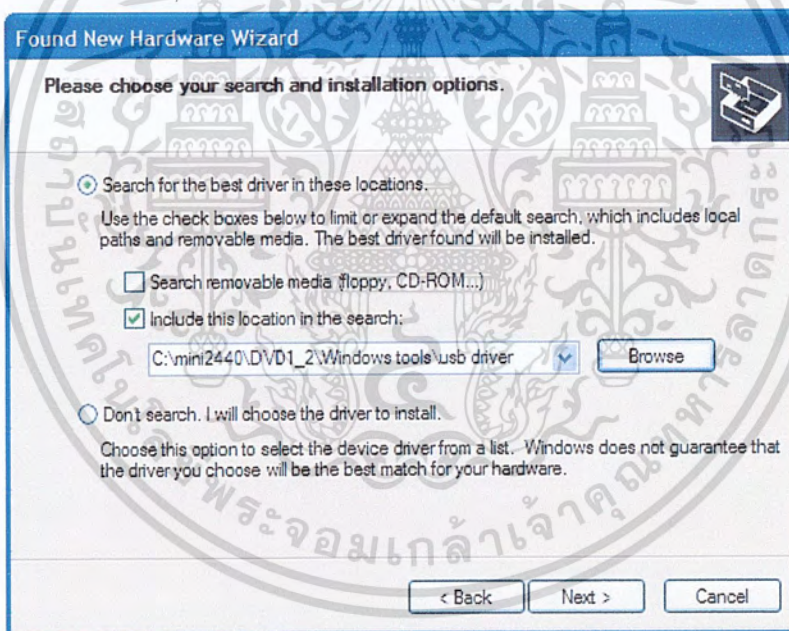 Found New Hardware Wizard
Please choose your search and installation options.
Search for the best driver in these locations.
Use the check boxes below to limit or expand the default search, which includes local
paths and removable media. The best driver found will be installed.
Search removable media (floppy, CD-ROM...)
Include this location in the search:
C:\mini2440\DVD1_2\Windows tools\usb driver
Browse
Don't search. I will choose the driver to install.
Choose this option to select the device driver from a list. Windows does not guarantee that
the driver you choose will be the best match for your hardware.
< Back
Next >
Cancel